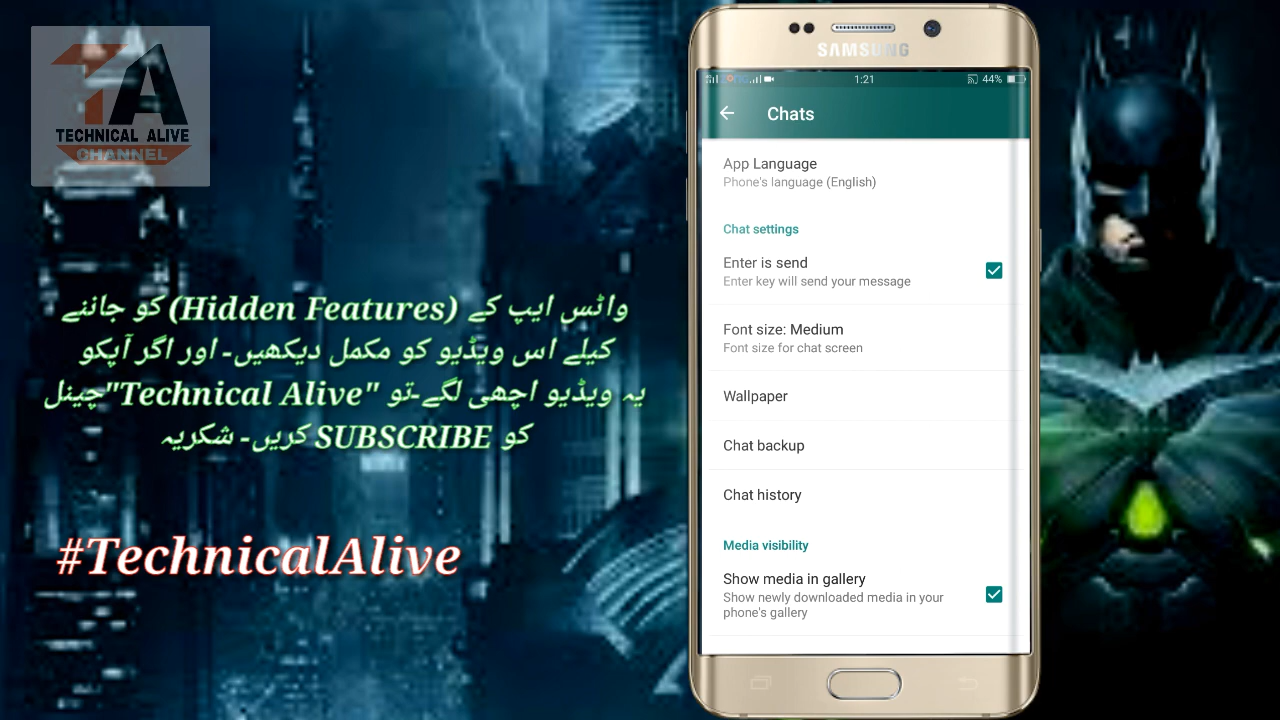 TA
TECHNICAL ALIVE
CHANNEL
واٹس ایپ کے (Hidden Features) کو جاننے
کیلے اس ویڈیو کو مکمل دیکھیں۔ اور اگر آپکو
یہ ویڈیو اچھی لگے۔تو "Technical Alive"چینل
کو SUBSCRIBE کریں۔ شکریہ
#TechnicalAlive
SAMSUNG
1:21
44%
Chats
App Language
Phone's language (English)
Chat settings
Enter is send
Enter key will send your message
Font size: Medium
Font size for chat screen
Wallpaper
Chat backup
Chat history
Media visibility
Show media in gallery
Show newly downloaded media in your
phone's gallery